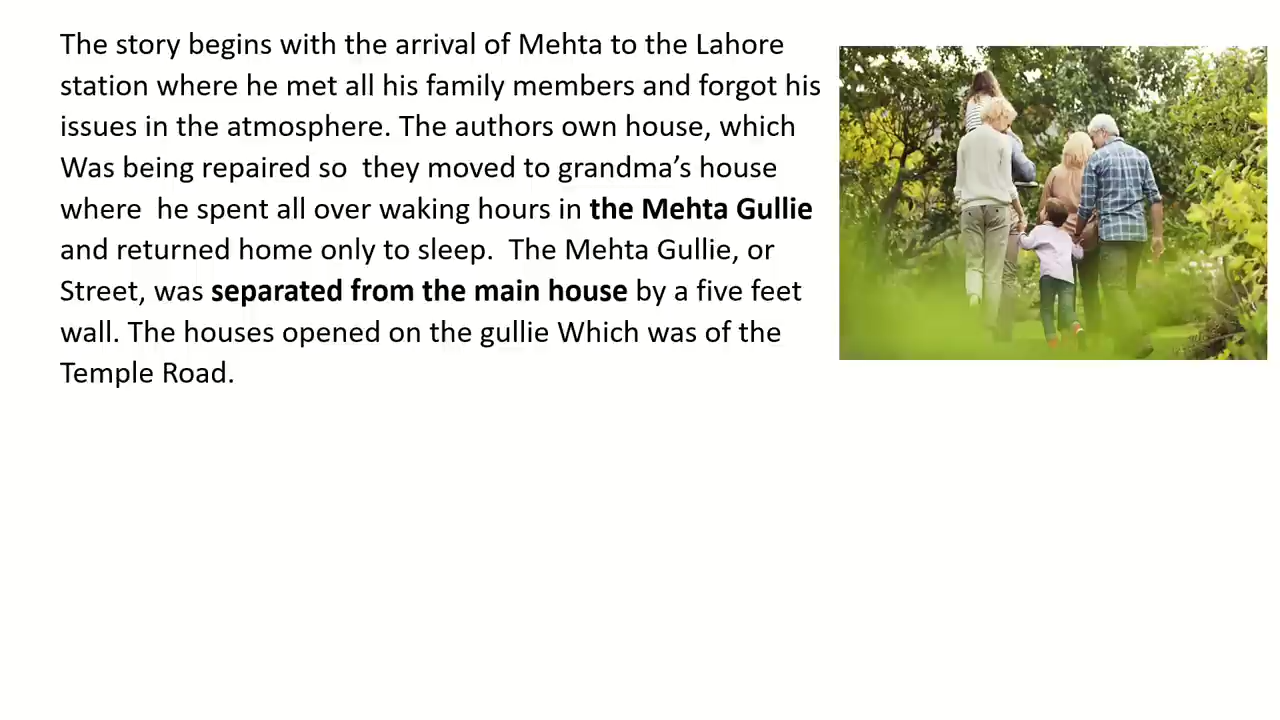 The story begins with the arrival of Mehta to the Lahore
station where he met all his family members and forgot his
issues in the atmosphere. The authors own house, which
Was being repaired so  they moved to grandma’s house
where  he spent all over waking hours in the Mehta Gullie
and returned home only to sleep.  The Mehta Gullie, or
Street, was separated from the main house by a five feet
wall. The houses opened on the gullie Which was of the
Temple Road.